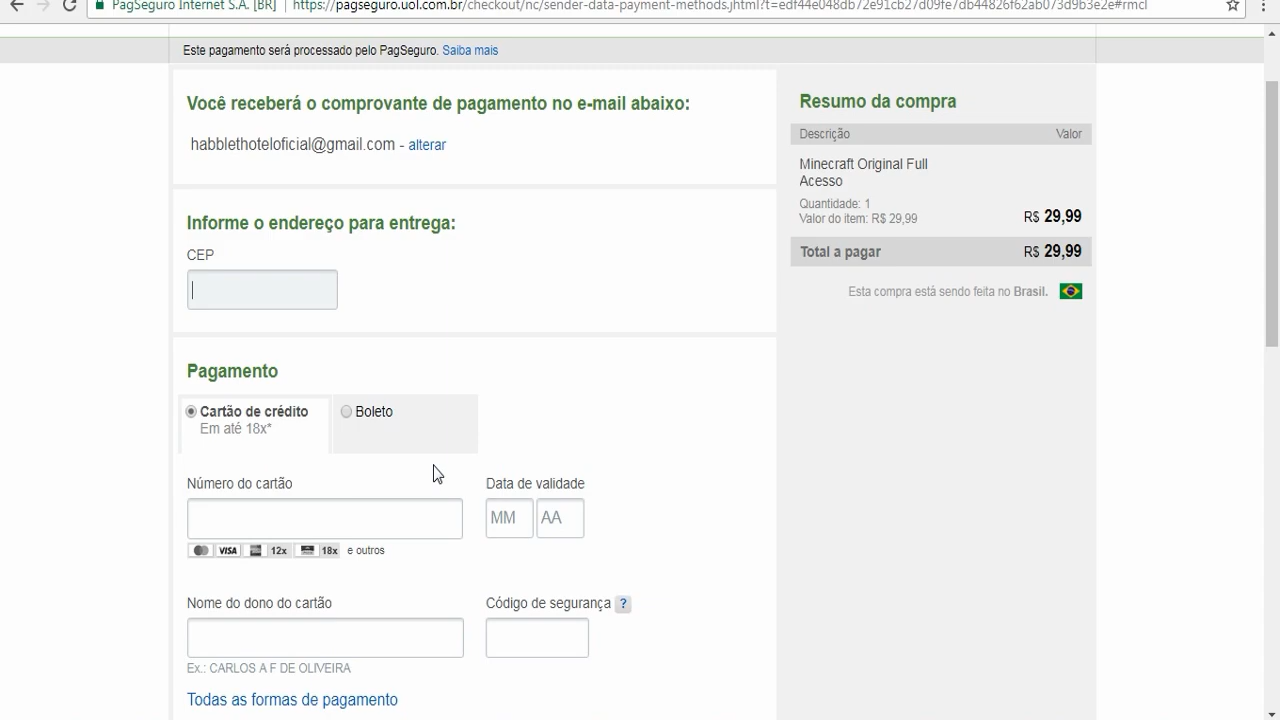 PagSeguro Internet S.A. [BR]
https://pagseguro.uol.com.br/checkout/nc/sender-data-payment-methods.jhtml?t=edf44e048db72e91cb27d09fe7db44826f62ab073d9b3e2e#rmcl
Este pagamento será processado pelo PagSeguro. Saiba mais
Você receberá o comprovante de pagamento no e-mail abaixo:
habblethoteloficial@gmail.com - alterar
Informe o endereço para entrega:
CEP
Pagamento
Cartão de crédito
Em até 18x*
Boleto
Número do cartão
Data de validade
MM
AA
VISA 12x 18x e outros
Nome do dono do cartão
Código de segurança ?
Ex.: CARLOS A F DE OLIVEIRA
Todas as formas de pagamento
Resumo da compra
Descrição Valor
Minecraft Original Full
Acesso
Quantidade: 1
Valor do item: R$ 29,99
R$ 29,99
Total a pagar R$ 29,99
Esta compra está sendo feita no Brasil.